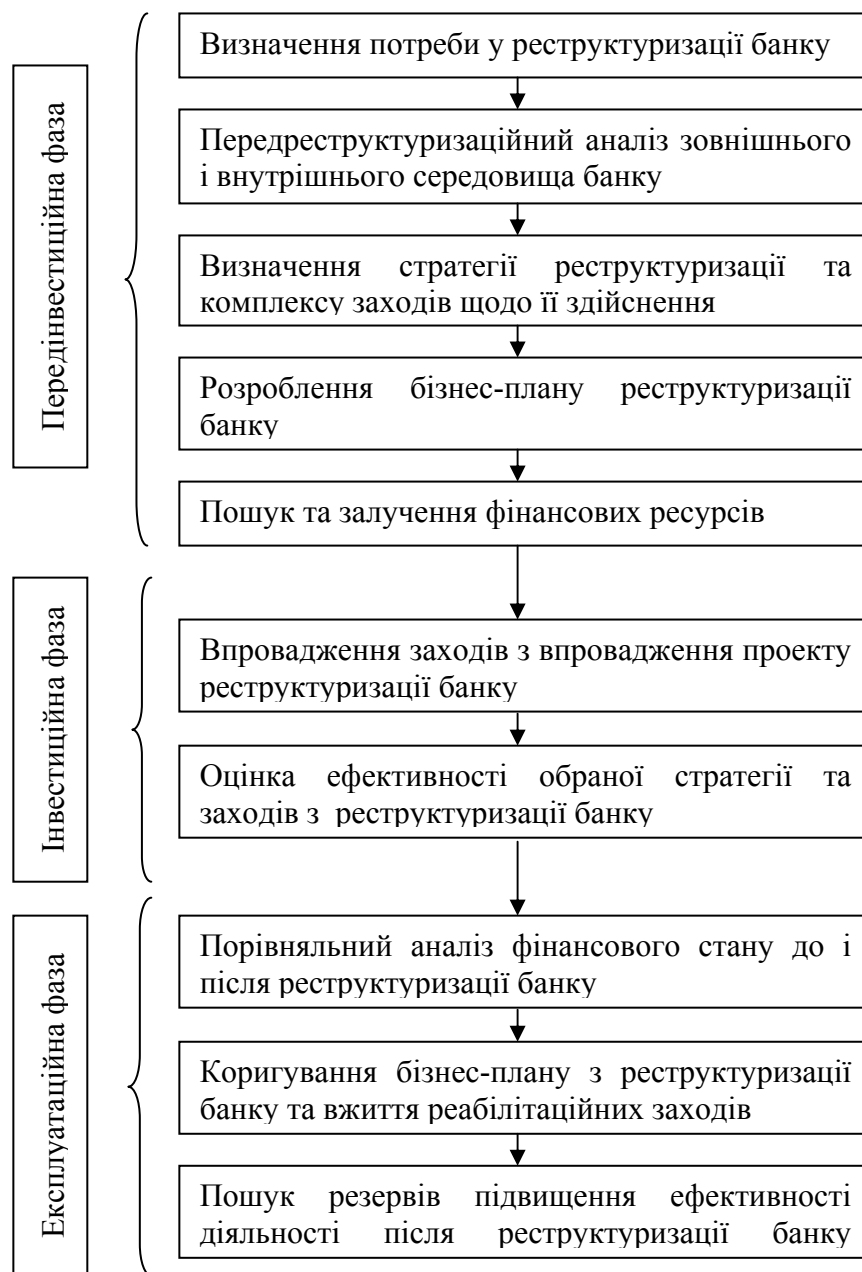 Передінвестиційна фаза
Визначення потреби у реструктуризації банку
Передреструктуризаційний аналіз зовнішнього
і внутрішнього середовища банку
Визначення стратегії реструктуризації та
комплексу заходів щодо її здійснення
Розроблення бізнес-плану реструктуризації
банку
Пошук та залучення фінансових ресурсів
Інвестиційна фаза
Впровадження заходів з впровадження проекту
реструктуризації банку
Оцінка ефективності обраної стратегії та
заходів з реструктуризації банку
Експлуатаційна фаза
Порівняльний аналіз фінансового стану до і
після реструктуризації банку
Коригування бізнес-плану з реструктуризації
банку та вжиття реабілітаційних заходів
Пошук резервів підвищення ефективності
діяльності після реструктуризації банку